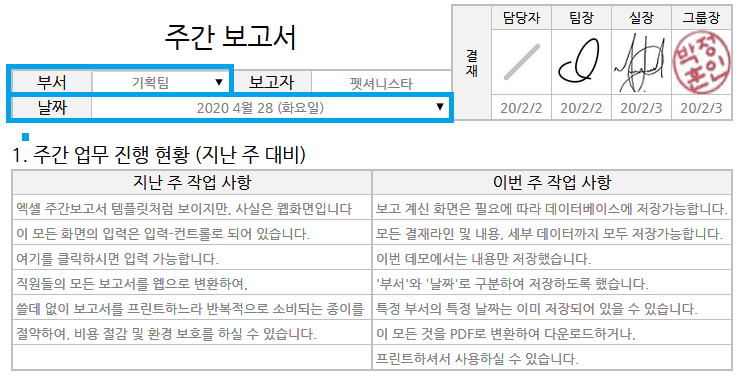 주간 보고서
결재
담당자 팀장 실장 그룹장
박정훈인
20/2/2 20/2/2 20/2/3 20/2/3
부서 기획팀 ▼ 보고자 펫셔니스타
날짜 2020 4월 28 (화요일) ▼
1. 주간 업무 진행 현황 (지난 주 대비)
지난 주 작업 사항 이번 주 작업 사항
엑셀 주간보고서 템플릿처럼 보이지만, 사실은 웹화면입니다 보고 계신 화면은 필요에 따라 데이터베이스에 저장가능합니다.
이 모든 화면의 입력은 입력-컨트롤로 되어 있습니다. 모든 결재라인 및 내용, 세부 데이터까지 모두 저장가능합니다.
여기를 클릭하시면 입력 가능합니다. 이번 데모에서는 내용만 저장했습니다.
직원들의 모든 보고서를 웹으로 변환하여, '부서'와 '날짜'로 구분하여 저장하도록 했습니다.
쓸데 없이 보고서를 프린트하느라 반복적으로 소비되는 종이를 특정 부서의 특정 날짜는 이미 저장되어 있을 수 있습니다.
절약하여, 비용 절감 및 환경 보호를 하실 수 있습니다. 이 모든 것을 PDF로 변환하여 다운로드하거나,
프린트하셔서 사용하실 수 있습니다.